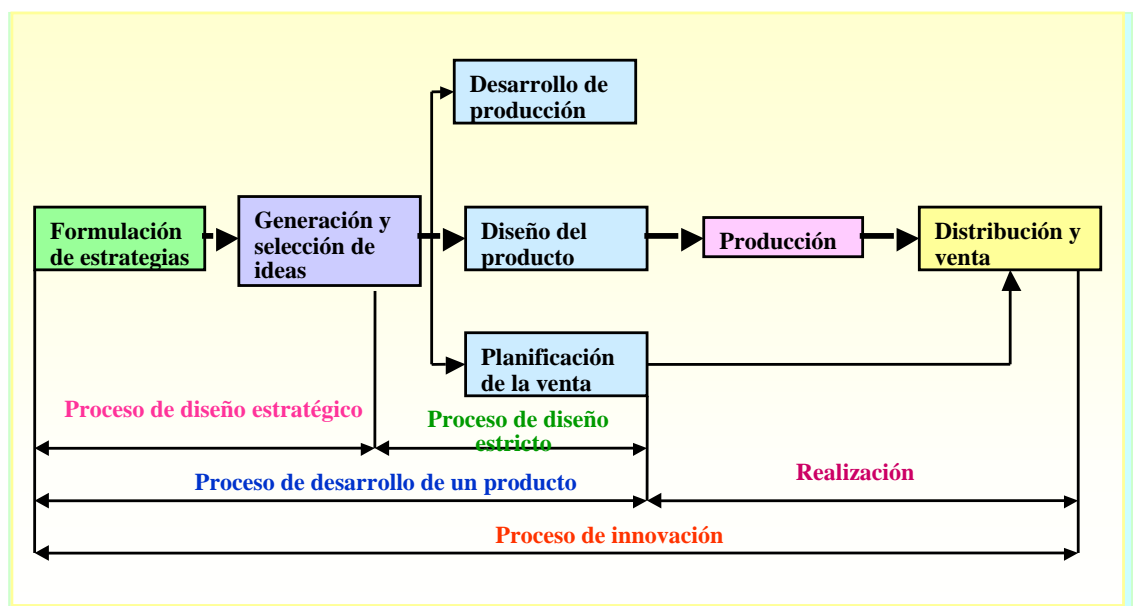 Desarrollo de
producción
Formulación
de estrategias
Generación y
selección de
ideas
Diseño del
producto
Producción
Distribución y
venta
Planificación
de la venta
Proceso de diseño estratégico
Proceso de diseño
estricto
Proceso de desarrollo de un producto
Realización
Proceso de innovación